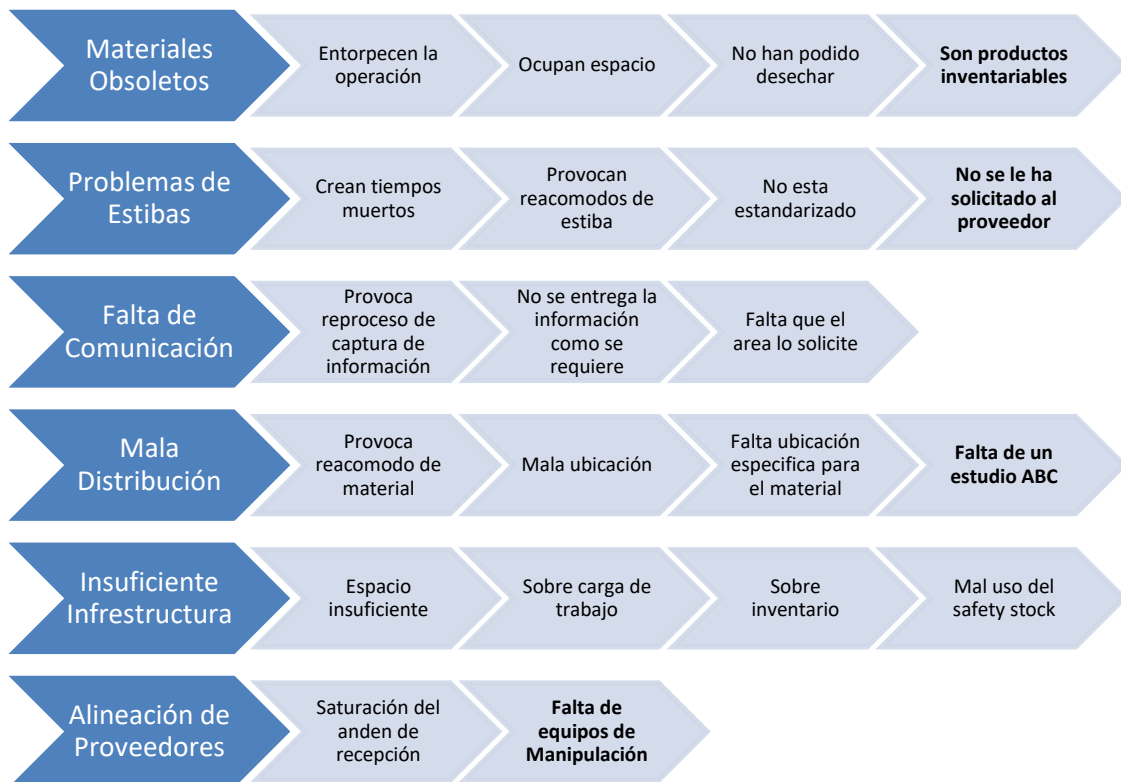 Materiales
Obsoletos
Entorpecen la
operación
Ocupan espacio
No han podido
desechar
Son productos
inventariables
Problemas de
Estibas
Crean tiempos
muertos
Provocan
reacomodos de
estiba
No esta
estandarizado
No se le ha
solicitado al
proveedor
Falta de
Comunicación
Provoca
reproceso de
captura de
información
No se entrega la
información
como se
requiere
Falta que el
area lo solicite
Mala
Distribución
Provoca
reacomodo de
material
Mala ubicación
Falta ubicación
especifica para
el material
Falta de un
estudio ABC
Insuficiente
Infrestructura
Espacio
insuficiente
Sobre carga de
trabajo
Sobre
inventario
Mal uso del
safety stock
Alineación de
Proveedores
Saturación del
anden de
recepción
Falta de
equipos de
Manipulación